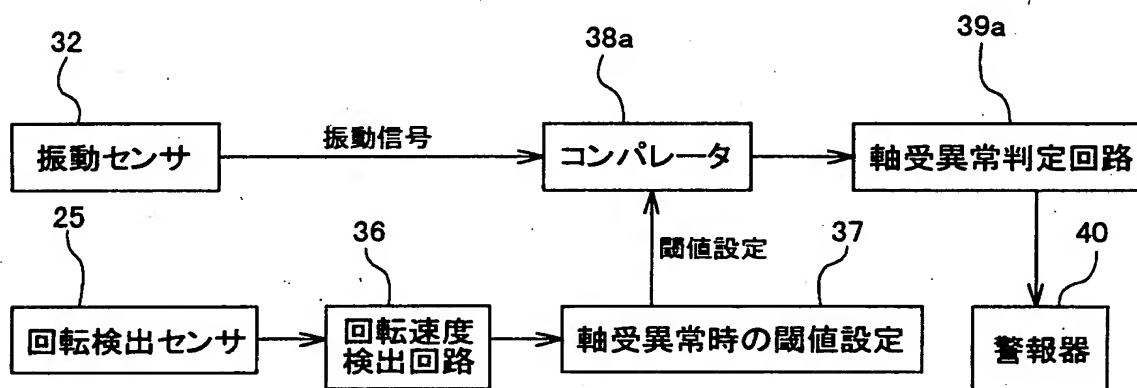 32
38a
39a
振動センサ
振動信号
コンパレータ
軸受異常判定回路
25
36
閾値設定
37
40
回転検出センサ
回転速度
検出回路
軸受異常時の閾値設定
警報器